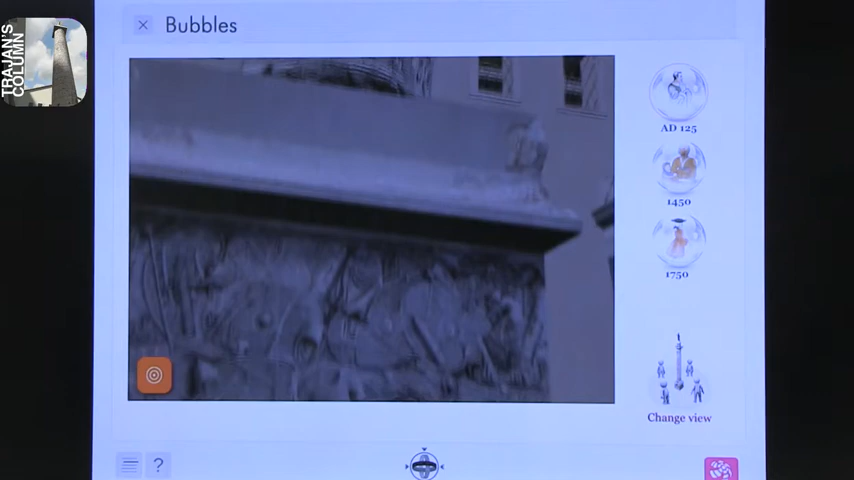 TRAJAN'S
COLUMN
Bubbles
AD 125
1450
1750
Change view
?